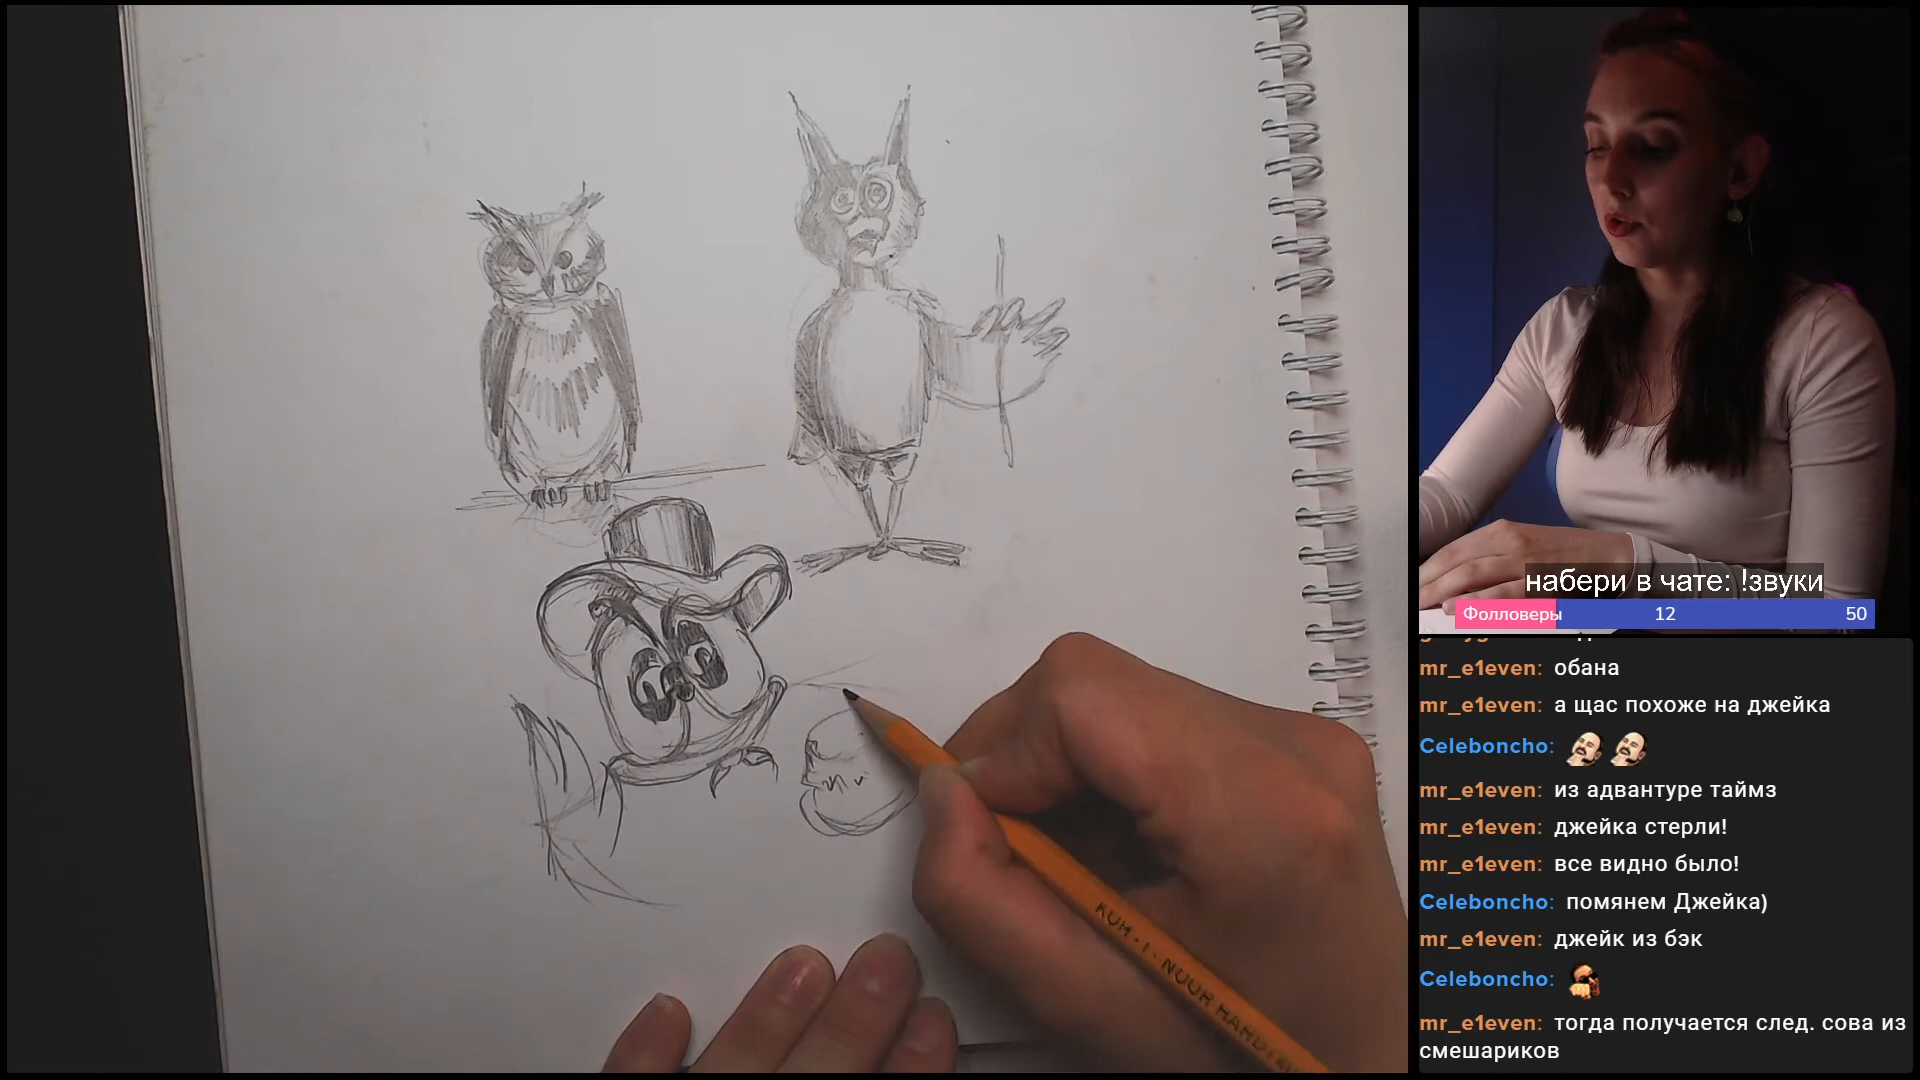 KOH-I-NOOR HARDTMUTH
набери в чате: !звуки
Фолловеры 12 50
mr_e1even: обана
mr_e1even: а щас похоже на джейка
Celeboncho:
mr_e1even: из адвантуре таймз
mr_e1even: джейка стерли!
mr_e1even: все видно было!
Celeboncho: помянем Джейка)
mr_e1even: джейк из бэк
Celeboncho:
mr_e1even: тогда получается след. сова из
смешариков